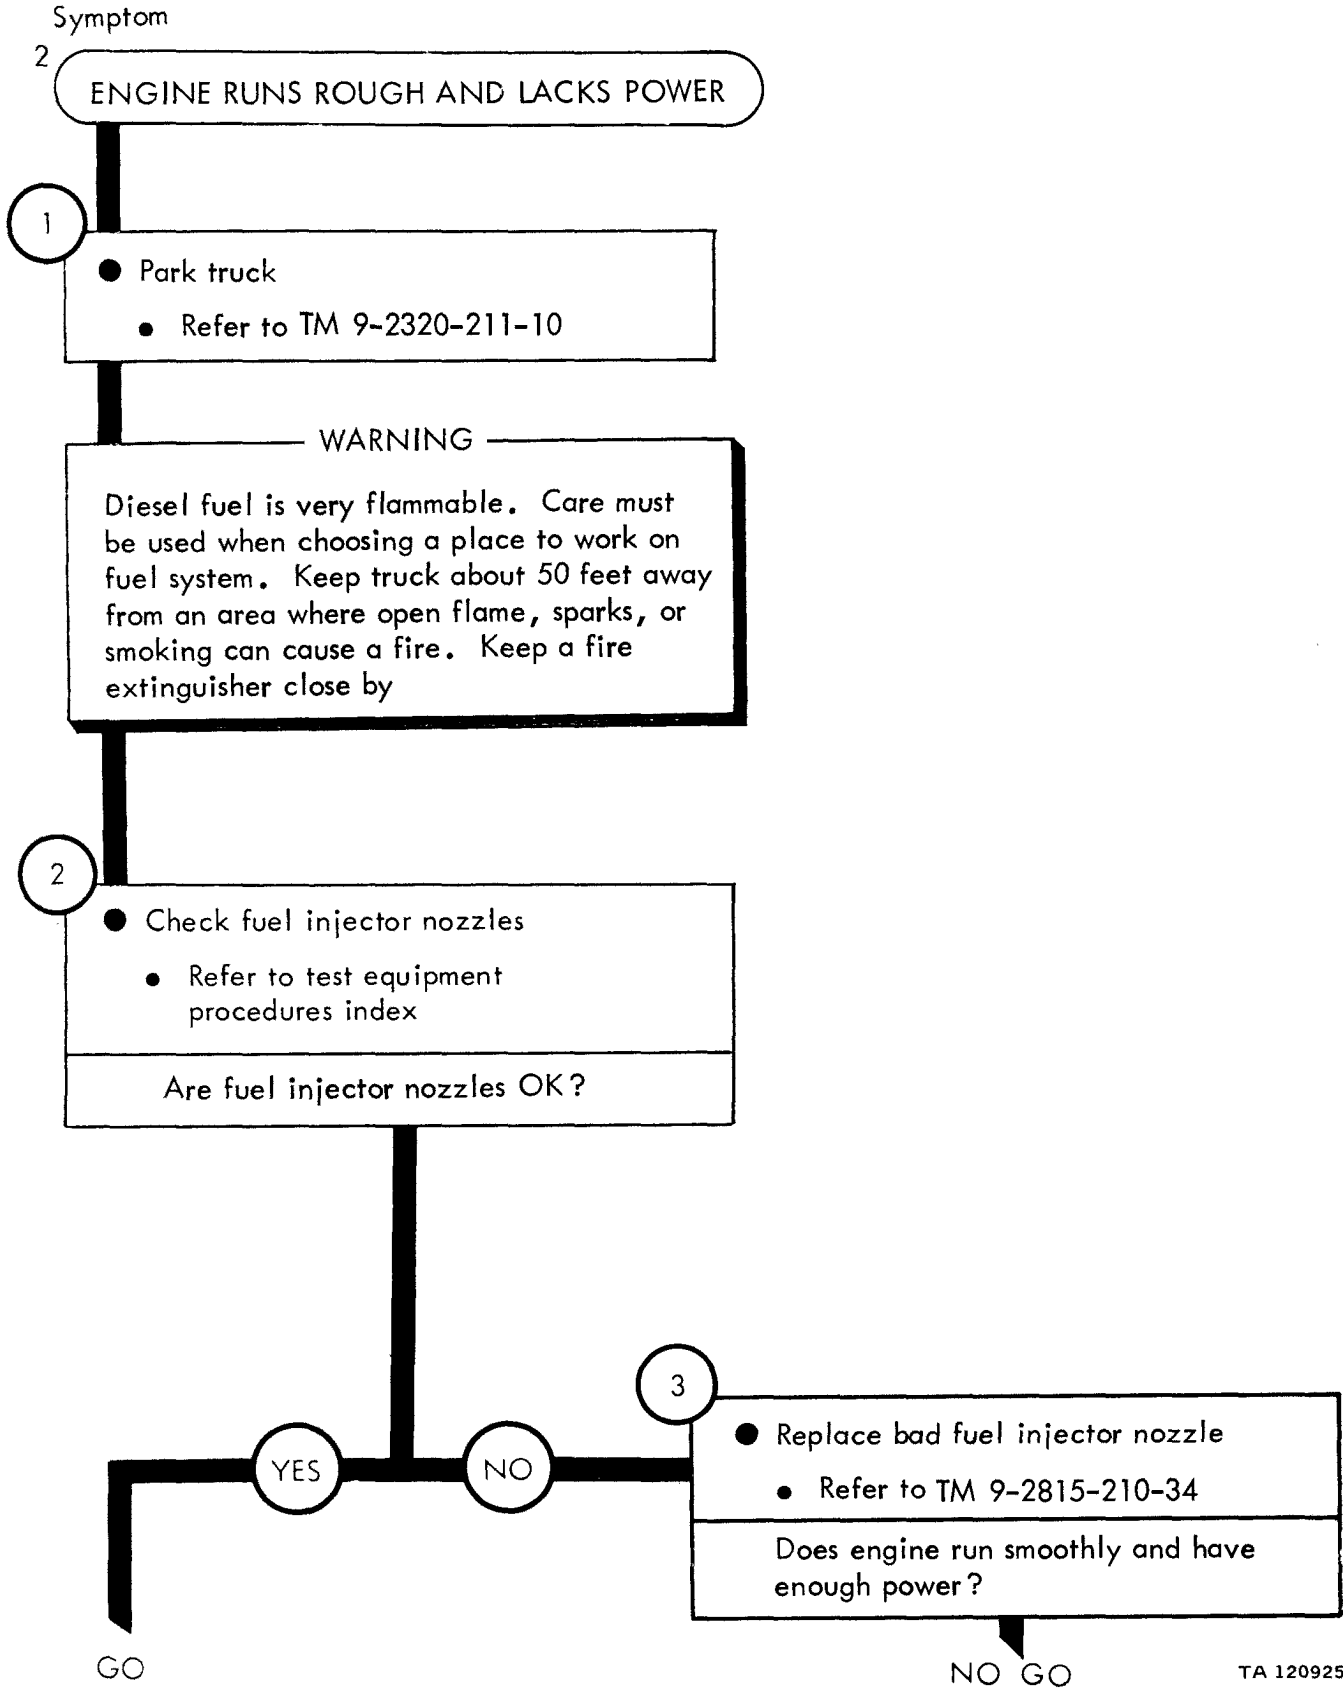 Symptom
2
ENGINE RUNS ROUGH AND LACKS POWER
1
● Park truck
● Refer to TM 9-2320-211-10
WARNING
Diesel fuel is very flammable. Care must
be used when choosing a place to work on
fuel system. Keep truck about 50 feet away
from an area where open flame, sparks, or
smoking can cause a fire. Keep a fire
extinguisher close by
2
● Check fuel injector nozzles
● Refer to test equipment
procedures index
Are fuel injector nozzles OK?
YES
NO
3
● Replace bad fuel injector nozzle
● Refer to TM 9-2815-210-34
Does engine run smoothly and have
enough power?
GO
NO GO
TA 120925